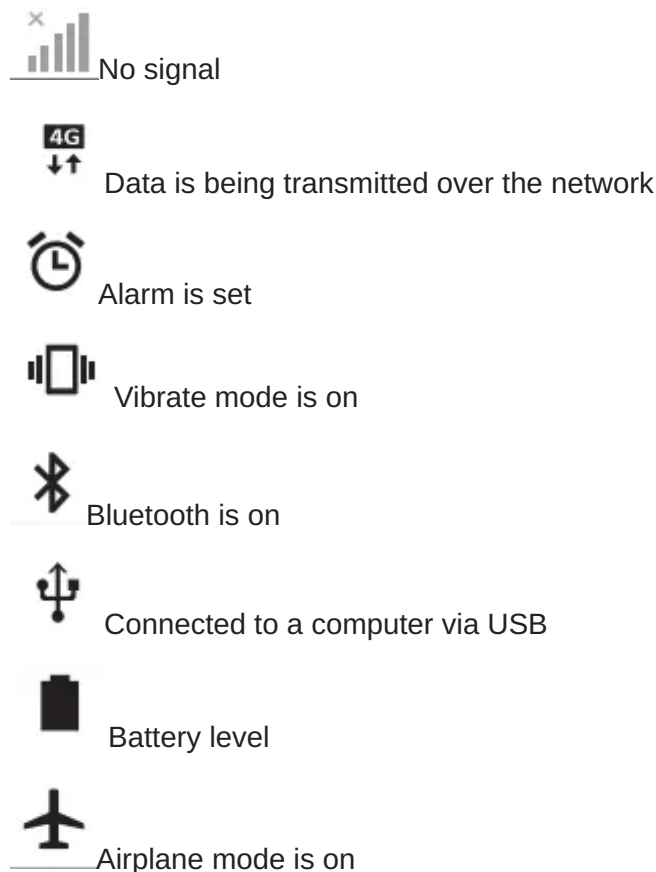 No signal
4G
Data is being transmitted over the network
Alarm is set
Vibrate mode is on
Bluetooth is on
Connected to a computer via USB
Battery level
Airplane mode is on